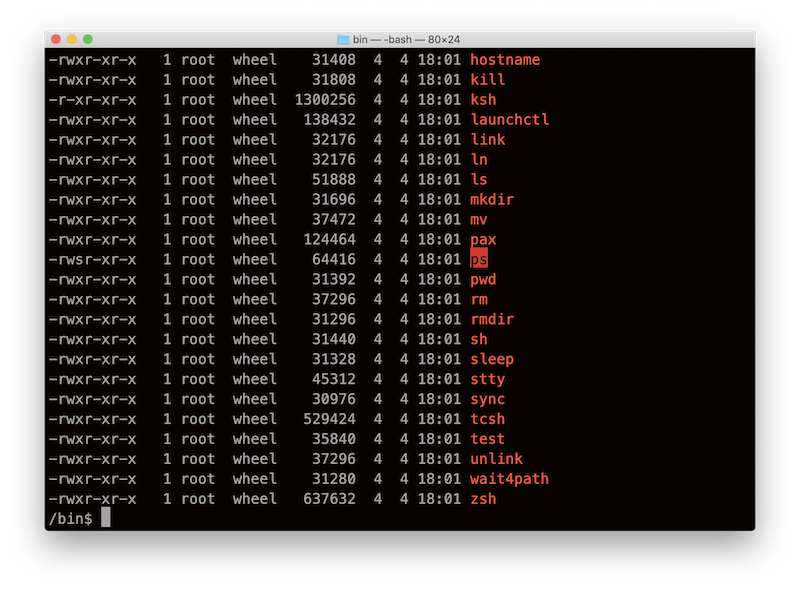 bin — -bash — 80×24
-rwxr-xr-x   1 root  wheel    31408  4  4 18:01 hostname
-rwxr-xr-x   1 root  wheel    31808  4  4 18:01 kill
-r-xr-xr-x   1 root  wheel  1300256  4  4 18:01 ksh
-rwxr-xr-x   1 root  wheel   138432  4  4 18:01 launchctl
-rwxr-xr-x   1 root  wheel    32176  4  4 18:01 link
-rwxr-xr-x   1 root  wheel    32176  4  4 18:01 ln
-rwxr-xr-x   1 root  wheel    51888  4  4 18:01 ls
-rwxr-xr-x   1 root  wheel    31696  4  4 18:01 mkdir
-rwxr-xr-x   1 root  wheel    37472  4  4 18:01 mv
-rwxr-xr-x   1 root  wheel   124464  4  4 18:01 pax
-rwsr-xr-x   1 root  wheel    64416  4  4 18:01 ps
-rwxr-xr-x   1 root  wheel    31392  4  4 18:01 pwd
-rwxr-xr-x   1 root  wheel    37296  4  4 18:01 rm
-rwxr-xr-x   1 root  wheel    31296  4  4 18:01 rmdir
-rwxr-xr-x   1 root  wheel    31440  4  4 18:01 sh
-rwxr-xr-x   1 root  wheel    31328  4  4 18:01 sleep
-rwxr-xr-x   1 root  wheel    45312  4  4 18:01 stty
-rwxr-xr-x   1 root  wheel    30976  4  4 18:01 sync
-rwxr-xr-x   1 root  wheel   529424  4  4 18:01 tcsh
-rwxr-xr-x   1 root  wheel    35840  4  4 18:01 test
-rwxr-xr-x   1 root  wheel    37296  4  4 18:01 unlink
-rwxr-xr-x   1 root  wheel    31280  4  4 18:01 wait4path
-rwxr-xr-x   1 root  wheel   637632  4  4 18:01 zsh
/bin$